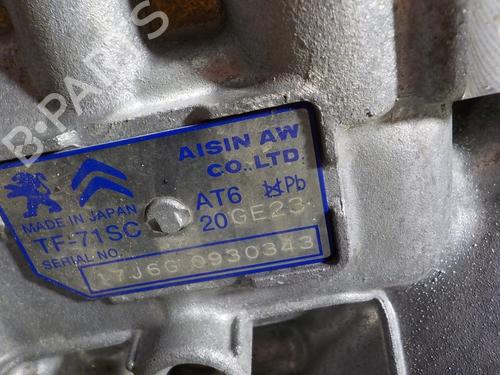 B-PARTS
AISIN AW
CO.,LTD.
MADE IN JAPAN
AT6 Pb
TF-71SC
20GE23
SERIAL NO.
17J6G 0930343